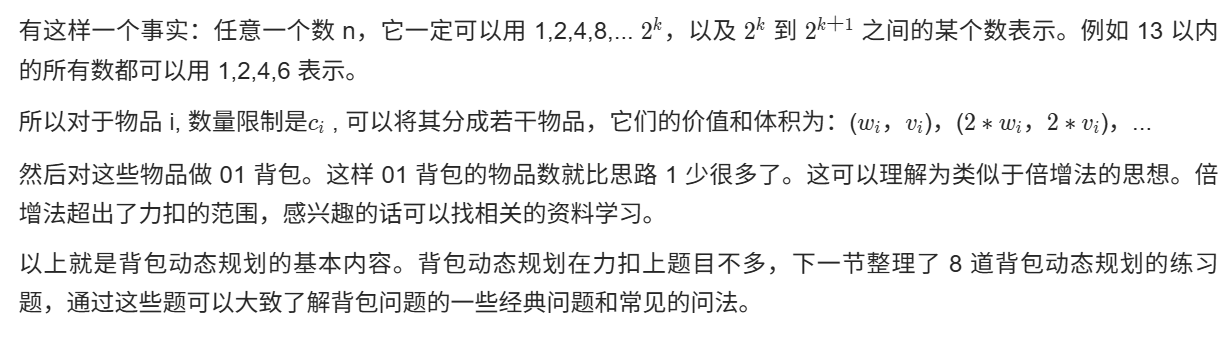 有这样一个事实：任意一个数 n，它一定可以用 1,2,4,8,... 2^k，以及 2^k 到 2^{k+1} 之间的某个数表示。例如 13 以内
的所有数都可以用 1,2,4,6 表示。
所以对于物品 i, 数量限制是c_i , 可以将其分成若干物品，它们的价值和体积为：(w_i，v_i)，(2 * w_i，2 * v_i)，...
然后对这些物品做 01 背包。这样 01 背包的物品数就比思路 1 少很多了。这可以理解为类似于倍增法的思想。倍
增法超出了力扣的范围，感兴趣的话可以找相关的资料学习。
以上就是背包动态规划的基本内容。背包动态规划在力扣上题目不多，下一节整理了 8 道背包动态规划的练习
题，通过这些题可以大致了解背包问题的一些经典问题和常见的问法。